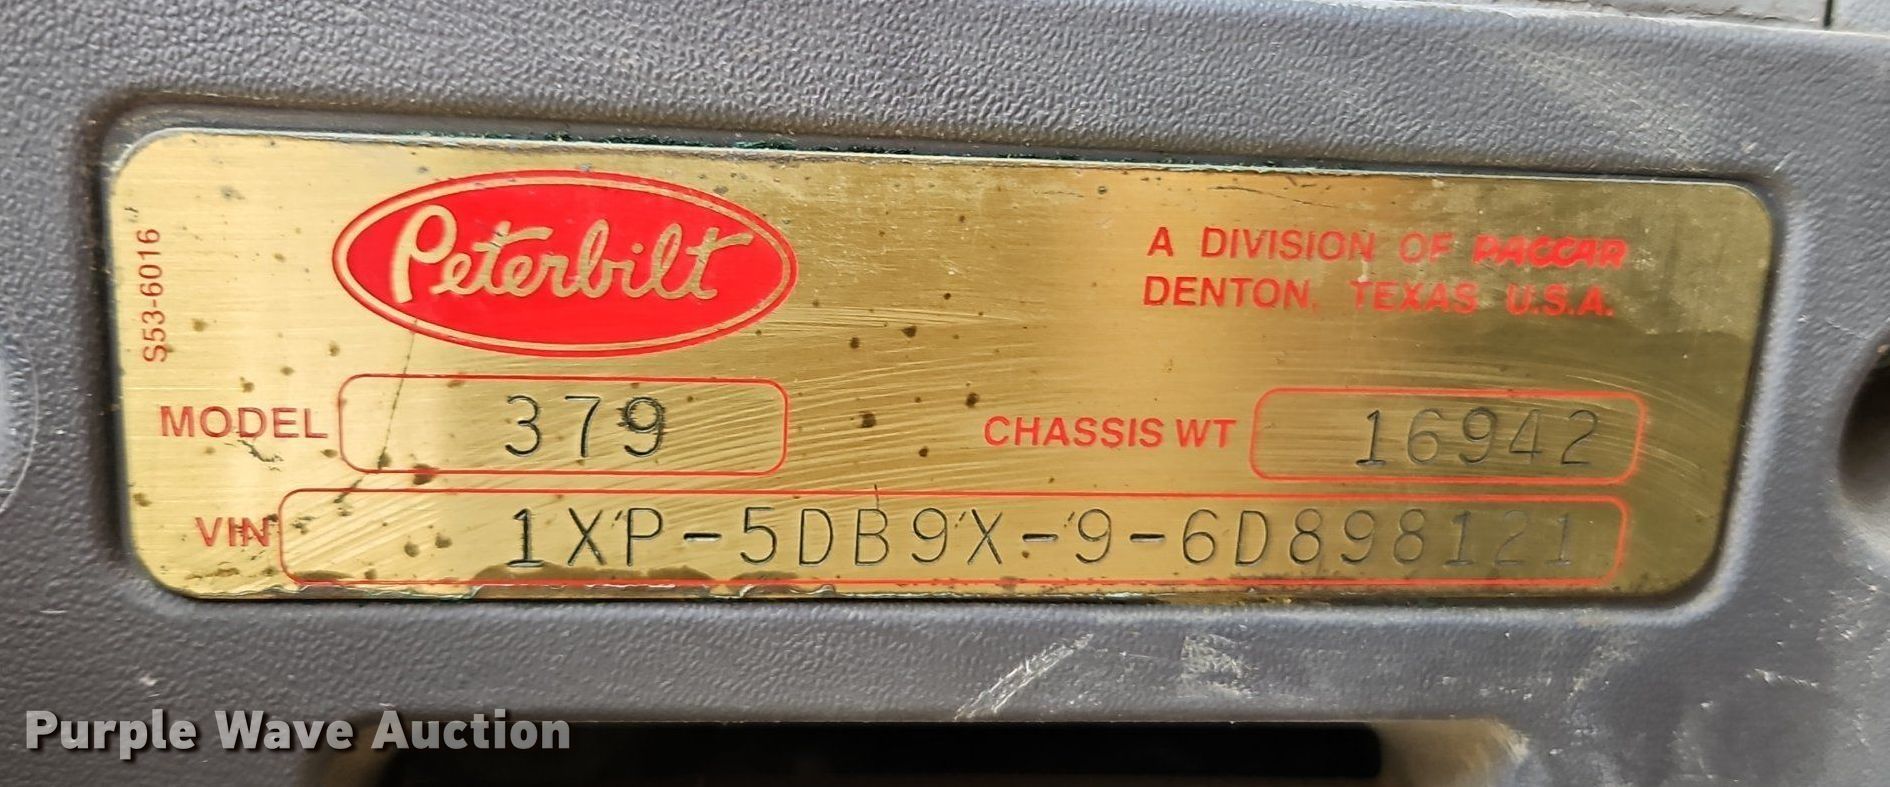 S53-6016
Peterbilt
A DIVISION OF PACCAR
DENTON, TEXAS U.S.A.
MODEL 379
CHASSIS WT 16942
VIN 1XP-5DB9X-9-6D898121
Purple Wave Auction